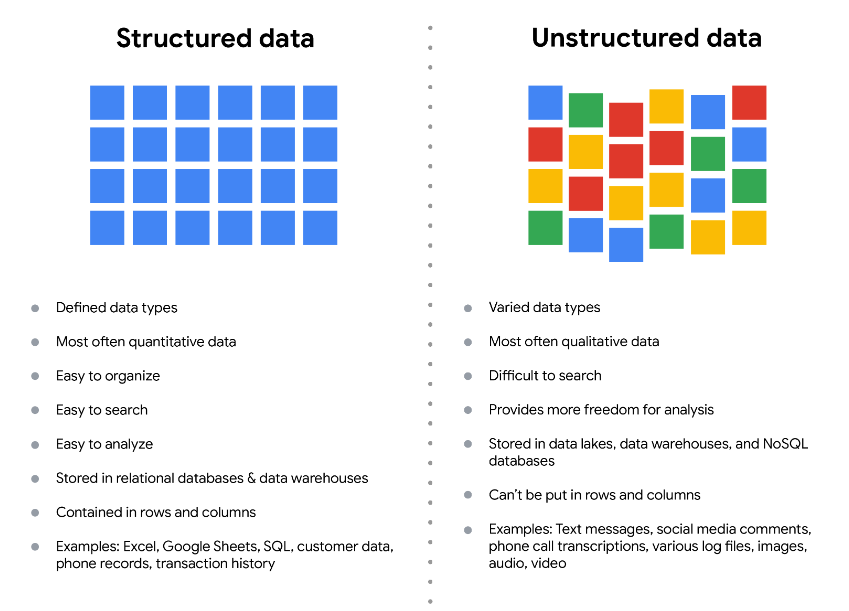 Structured data
Defined data types
Most often quantitative data
Easy to organize
Easy to search
Easy to analyze
Stored in relational databases & data warehouses
Contained in rows and columns
Examples: Excel, Google Sheets, SQL, customer data,
phone records, transaction history
Unstructured data
Varied data types
Most often qualitative data
Difficult to search
Provides more freedom for analysis
Stored in data lakes, data warehouses, and NoSQL
databases
Can't be put in rows and columns
Examples: Text messages, social media comments,
phone call transcriptions, various log files, images,
audio, video